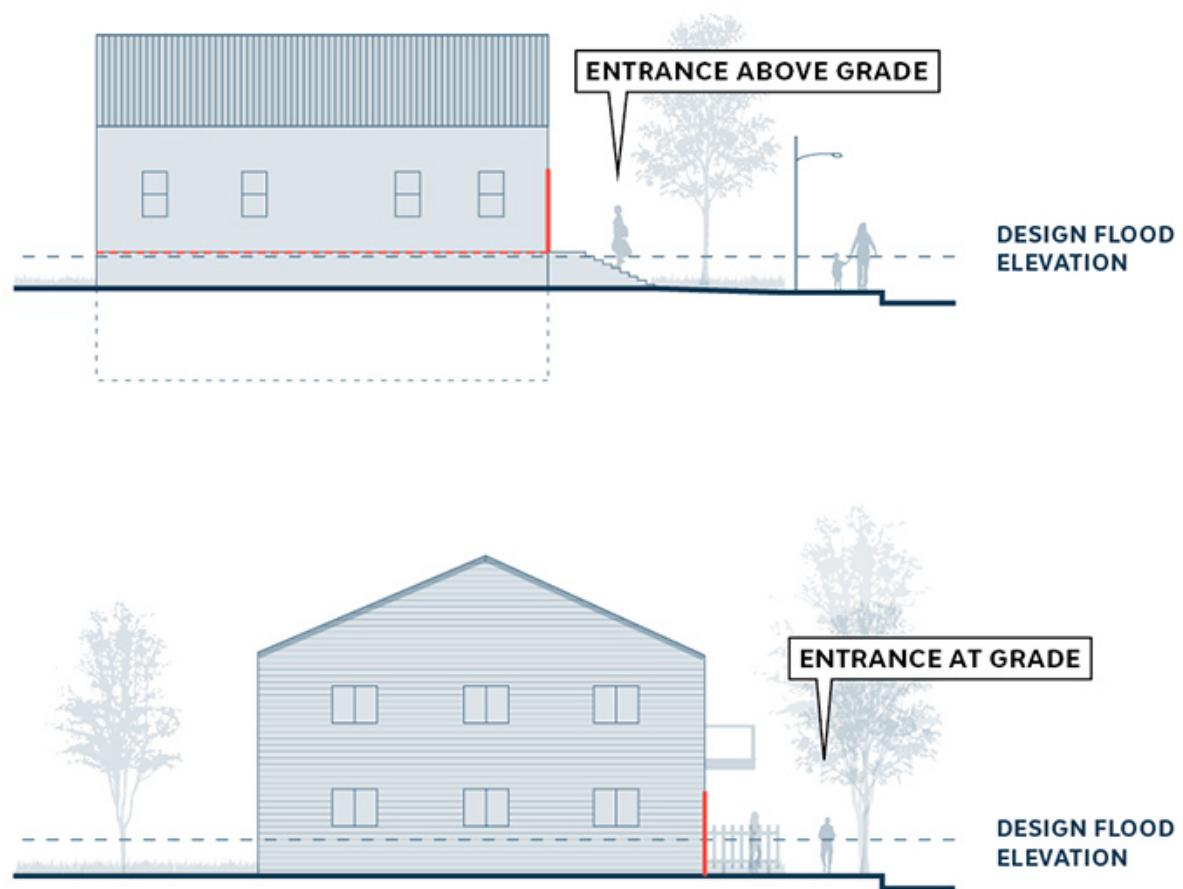 ENTRANCE ABOVE GRADE
DESIGN FLOOD
ELEVATION
ENTRANCE AT GRADE
DESIGN FLOOD
ELEVATION